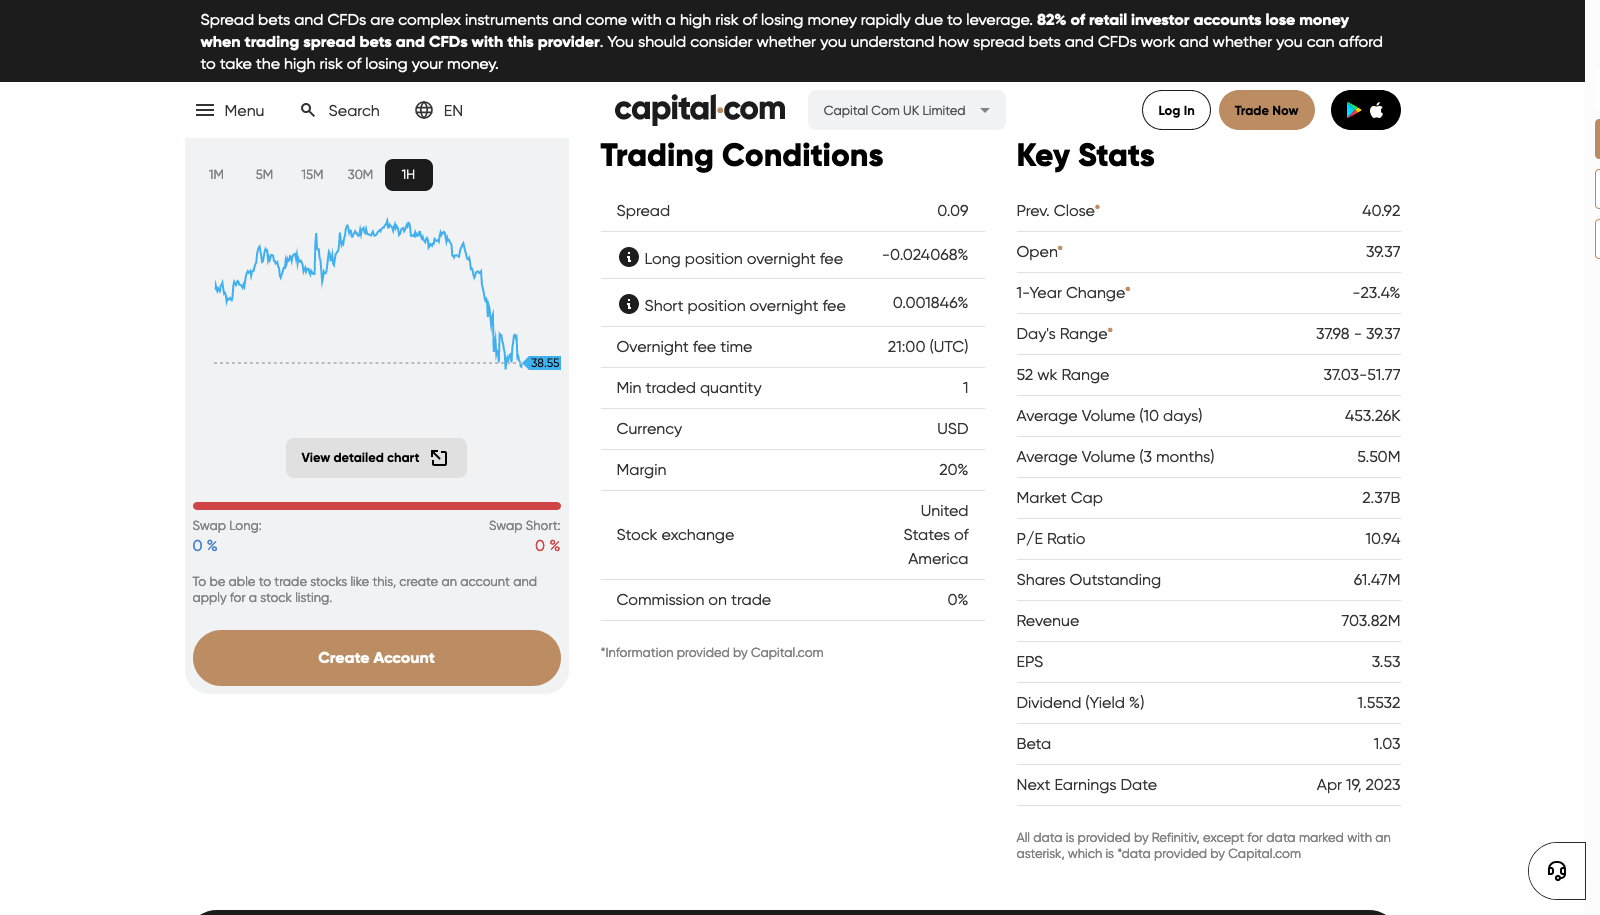 Spread bets and CFDs are complex instruments and come with a high risk of losing money rapidly due to leverage. 82% of retail investor accounts lose money
when trading spread bets and CFDs with this provider. You should consider whether you understand how spread bets and CFDs work and whether you can afford
to take the high risk of losing your money.
Menu Search EN capital.com Capital Com UK Limited Log In Trade Now
1M 5M 15M 30M 1H
38.55
View detailed chart
Swap Long: Swap Short:
0 % 0 %
To be able to trade stocks like this, create an account and
apply for a stock listing.
Create Account
Trading Conditions
Spread 0.09
Long position overnight fee -0.024068%
Short position overnight fee 0.001846%
Overnight fee time 21:00 (UTC)
Min traded quantity 1
Currency USD
Margin 20%
Stock exchange United
States of
America
Commission on trade 0%
*Information provided by Capital.com
Key Stats
Prev. Close* 40.92
Open* 39.37
1-Year Change* -23.4%
Day's Range* 37.98 - 39.37
52 wk Range 37.03-51.77
Average Volume (10 days) 453.26K
Average Volume (3 months) 5.50M
Market Cap 2.37B
P/E Ratio 10.94
Shares Outstanding 61.47M
Revenue 703.82M
EPS 3.53
Dividend (Yield %) 1.5532
Beta 1.03
Next Earnings Date Apr 19, 2023
All data is provided by Refinitiv, except for data marked with an
asterisk, which is *data provided by Capital.com